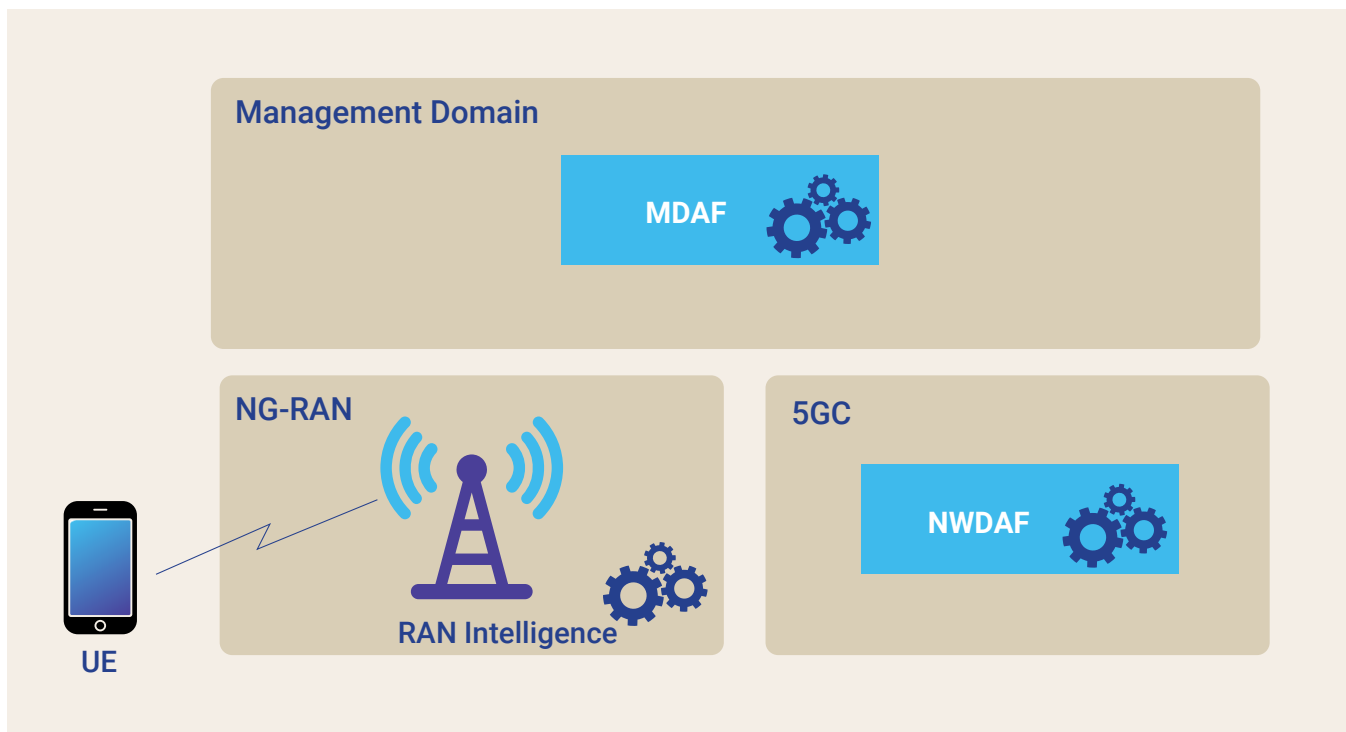 Management Domain
MDAF
NG-RAN
5GC
NWDAF
RAN Intelligence
UE